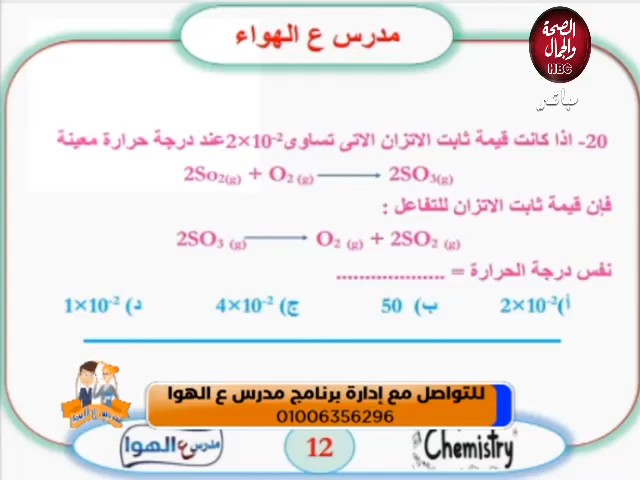 مدرس ع الهواء
الصحة
والجمال
HBC
مباشر
20- اذا كانت قيمة ثابت الاتزان الاتى تساوى 2×10⁻² عند درجة حرارة معينة
2So₂(g) + O₂ (g) ⟶ 2SO₃(g)
فإن قيمة ثابت الاتزان للتفاعل :
2SO₃ (g) ⟶ O₂ (g) + 2SO₂ (g)
نفس درجة الحرارة = ...................
أ) 2×10⁻² ب) 50 ج) 4×10⁻² د) 1×10⁻²
للتواصل مع إدارة برنامج مدرس ع الهوا
01006356296
مدرس ع الهوا
12
Chemistry